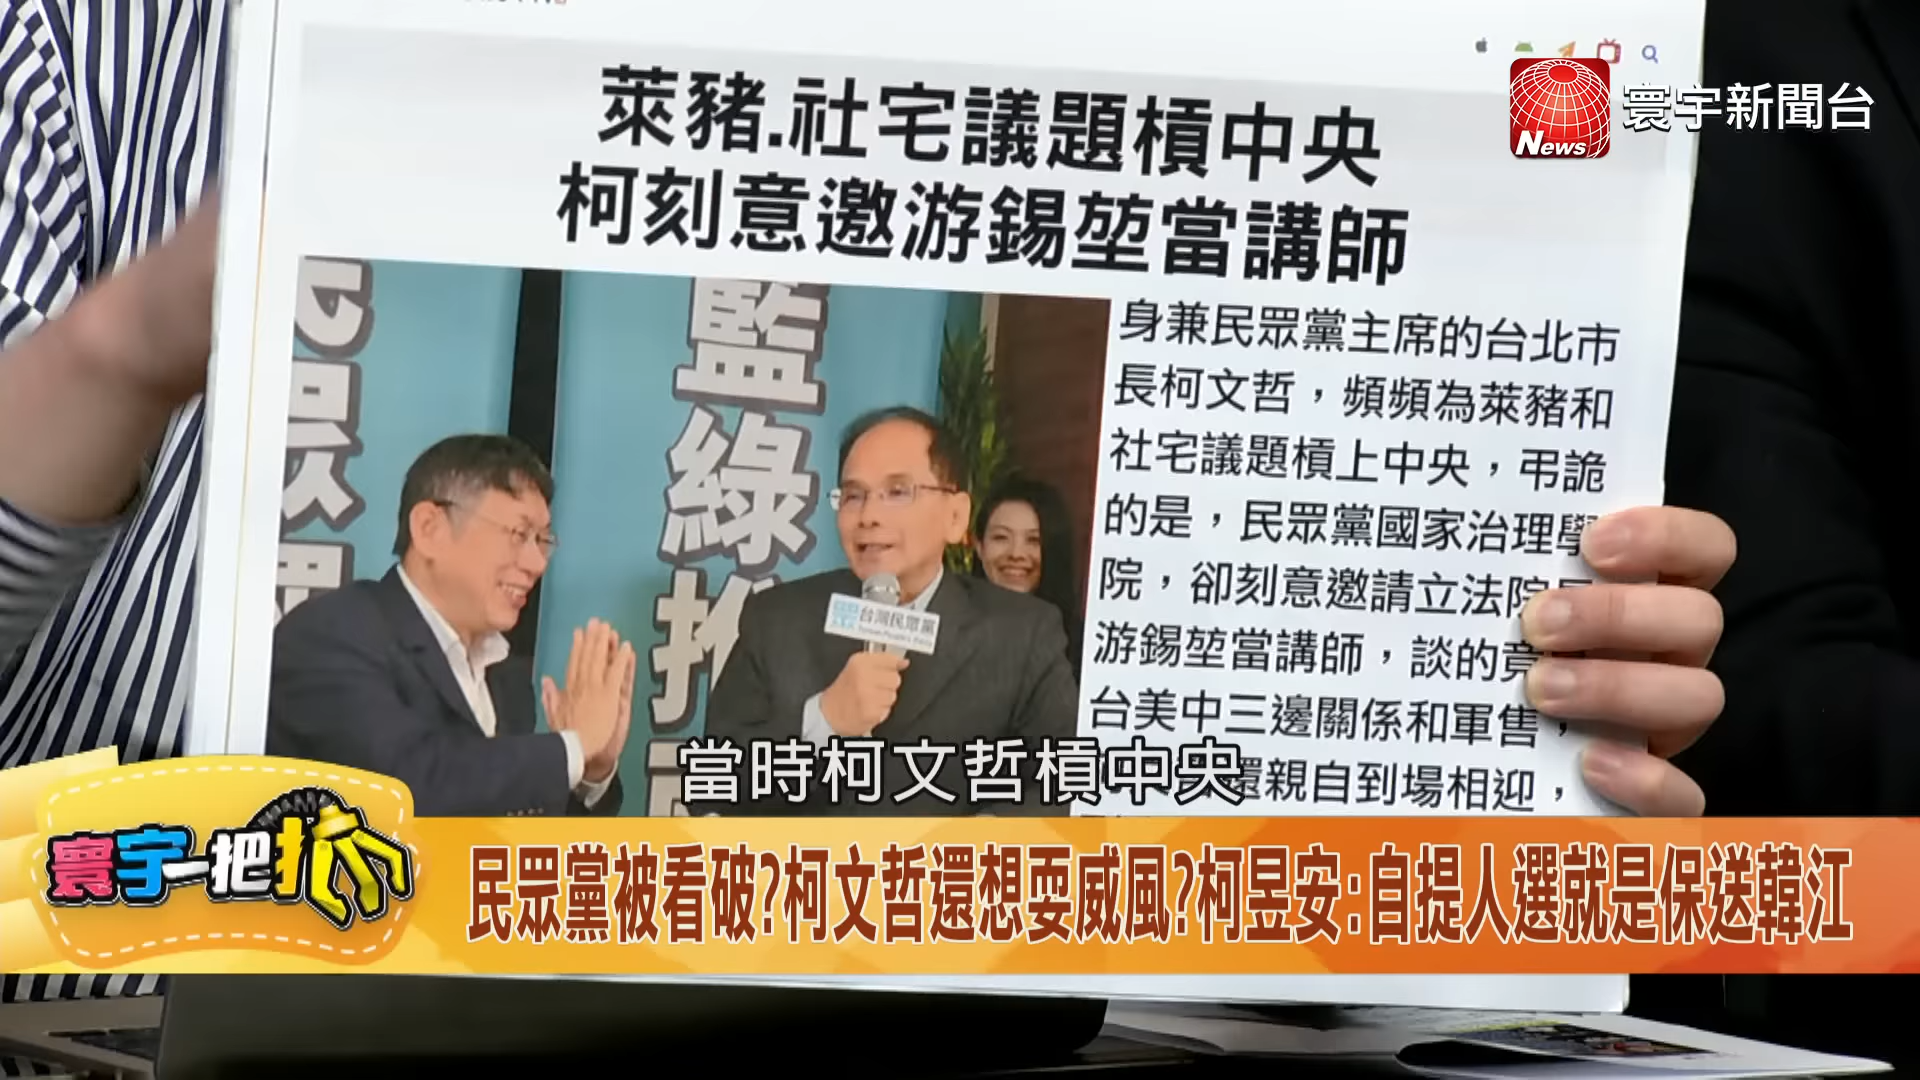 萊豬.社宅議題槓中央
柯刻意邀游錫堃當講師
News
寰宇新聞台
藍綠推
身兼民眾黨主席的台北市
長柯文哲，頻頻為萊豬和
社宅議題槓上中央，弔詭
的是，民眾黨國家治理學
院，卻刻意邀請立法院
游錫堃當講師，談的竟
台美中三邊關係和軍售，
還親自到場相迎，
台灣民眾黨
當時柯文哲槓中央
寰宇一把抓
民眾黨被看破?柯文哲還想耍威風?柯昱安:自提人選就是保送韓江